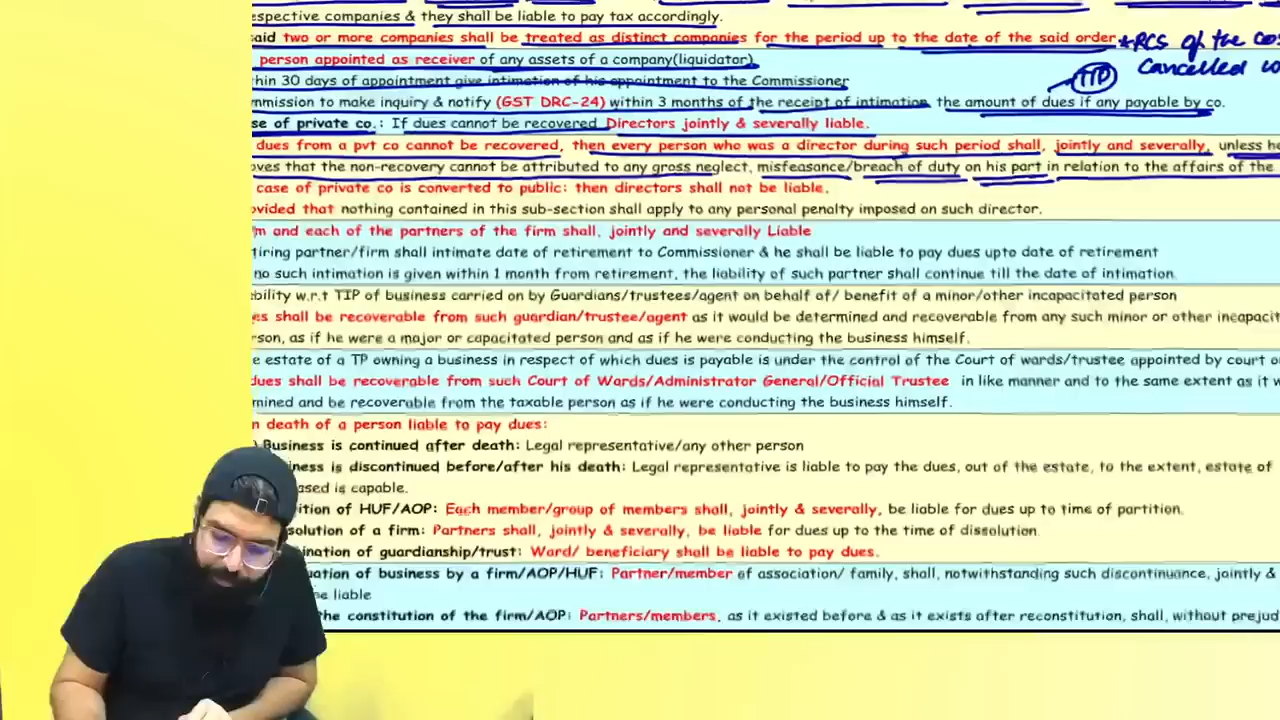 espective companies & they shall be liable to pay tax accordingly.
said two or more companies shall be treated as distinct companies for the period up to the date of the said order
*RCS of the cos
Cancelled
person appointed as receiver of any assets of a company(liquidator)
hin 30 days of appointment give intimation of his appointment to the Commissioner
TTD
mmission to make inquiry & notify (GST DRC-24) within 3 months of the receipt of intimation the amount of dues if any payable by co.
se of private co.: If dues cannot be recovered Directors jointly & severally liable.
dues from a pvt co cannot be recovered, then every person who was a director during such period shall, jointly and severally, unless he
oves that the non-recovery cannot be attributed to any gross neglect, misfeasance/breach of duty on his part in relation to the affairs of the
case of private co is converted to public: then directors shall not be liable.
ovided that nothing contained in this sub-section shall apply to any personal penalty imposed on such director.
m and each of the partners of the firm shall, jointly and severally Liable
tiring partner/firm shall intimate date of retirement to Commissioner & he shall be liable to pay dues upto date of retirement
no such intimation is given within 1 month from retirement, the liability of such partner shall continue till the date of intimation.
bility w.r.t TIP of business carried on by Guardians/trustees/agent on behalf of/ benefit of a minor/other incapacitated person
es shall be recoverable from such guardian/trustee/agent as it would be determined and recoverable from any such minor or other incapacit
rson, as if he were a major or capacitated person and as if he were conducting the business himself.
e estate of a TP owning a business in respect of which dues is payable is under the control of the Court of wards/trustee appointed by court o
dues shall be recoverable from such Court of Wards/Administrator General/Official Trustee in like manner and to the same extent as it w
mined and be recoverable from the taxable person as if he were conducting the business himself.
n death of a person liable to pay dues:
) Business is continued after death: Legal representative/any other person
iness is discontinued before/after his death: Legal representative is liable to pay the dues, out of the estate, to the extent, estate of
ased is capable.
ition of HUF/AOP: Each member/group of members shall, jointly & severally, be liable for dues up to time of partition.
solution of a firm: Partners shall, jointly & severally, be liable for dues up to the time of dissolution.
ination of guardianship/trust: Ward/ beneficiary shall be liable to pay dues.
uation of business by a firm/AOP/HUF: Partner/member of association/ family, shall, notwithstanding such discontinuance, jointly &
be liable
the constitution of the firm/AOP: Partners/members, as it existed before & as it exists after reconstitution, shall, without prejud